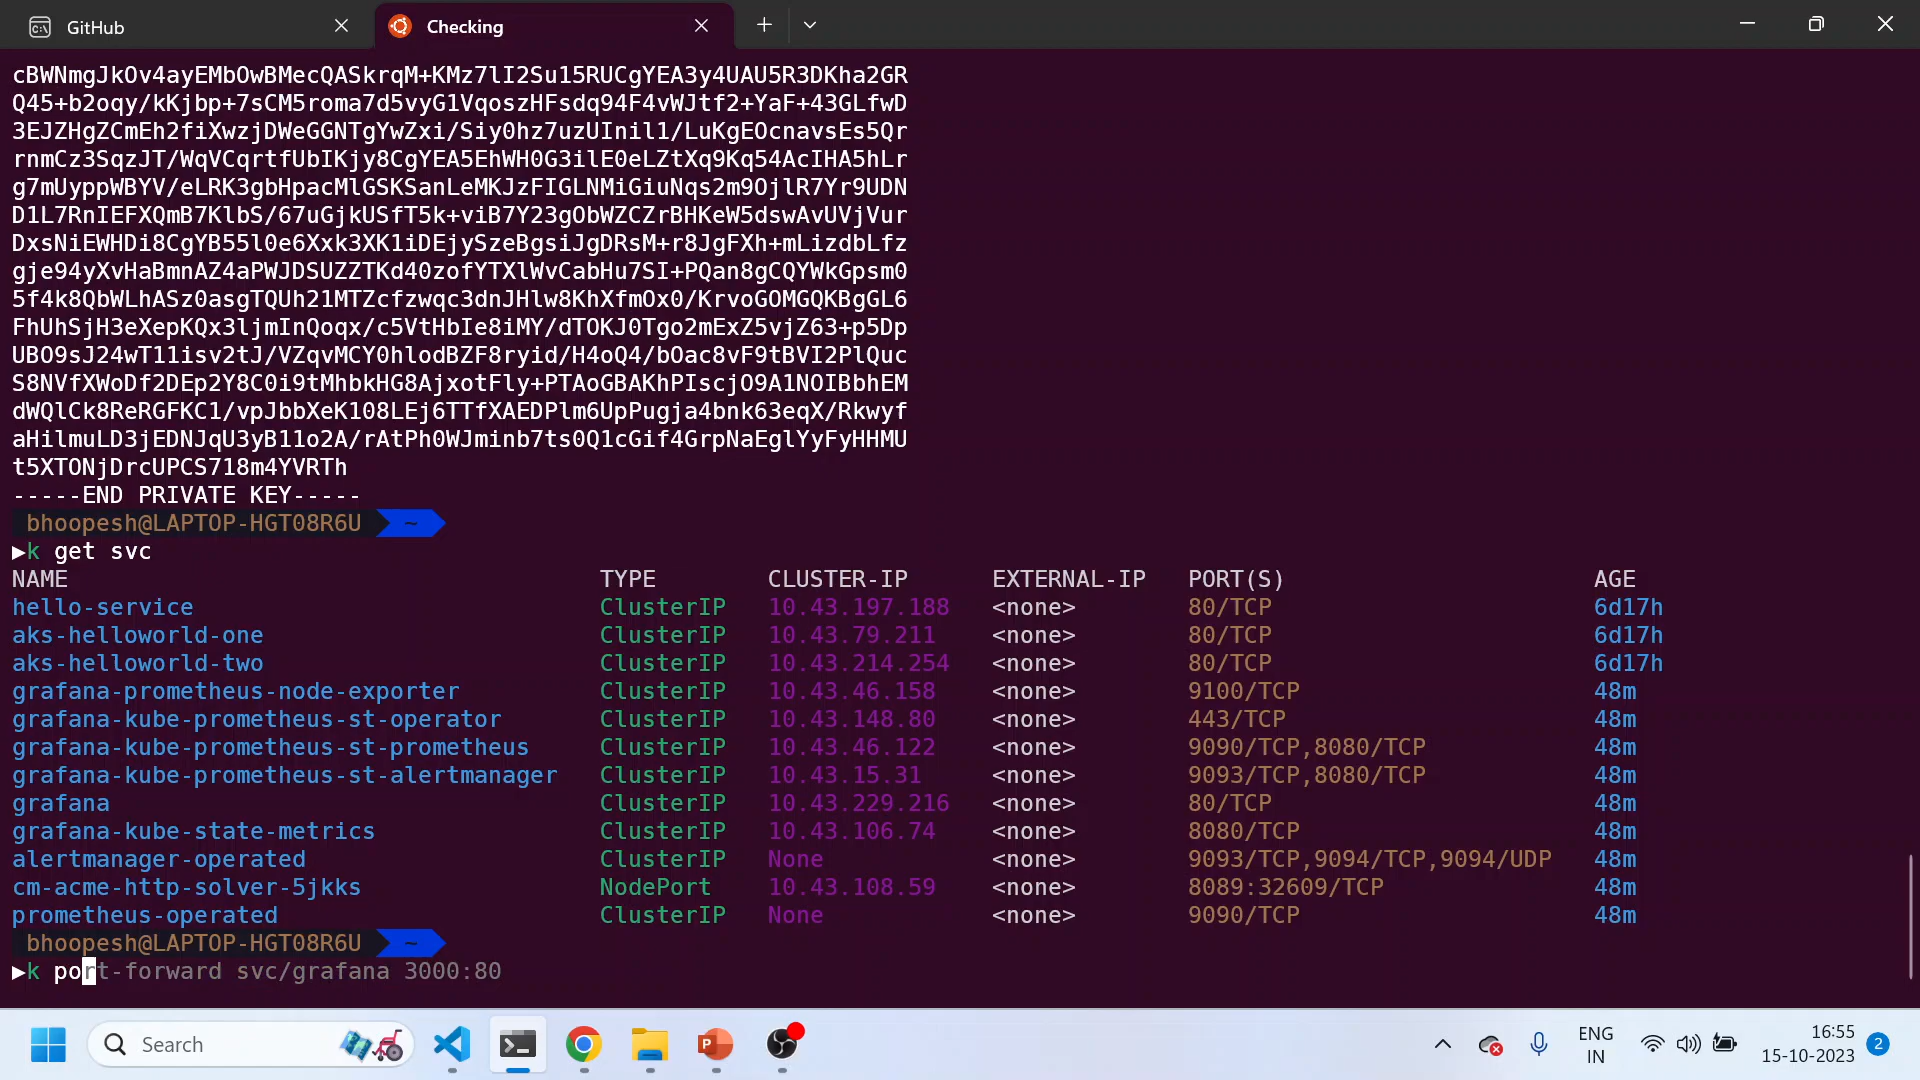 GitHub
Checking
cBWNmgJkOv4ayEMbOwBMecQASkrqM+KMz7lI2Su15RUCgYEA3y4UAU5R3DKha2GR
Q45+b2oqy/kKjbp+7sCM5roma7d5vyG1VqoszHFsdq94F4vWJtf2+YaF+43GLfwD
3EJZHgZCmEh2fiXwzjDWeGGNTgYwZxi/Siy0hz7uzUInil1/LuKgEOcnavsEs5Qr
rnmCz3SqzJT/WqVCqrtfUbIKjy8CgYEA5EhWH0G3ilE0eLZtXq9Kq54AcIHA5hLr
g7mUyppWBYV/eLRK3gbHpacMlGSKSanLeMKJzFIGLNMiGiuNqs2m9OjlR7Yr9UDN
D1L7RnIEFXQmB7KlbS/67uGjkUSfT5k+viB7Y23gObWZCZrBHKeW5dswAvUVjVur
DxsNiEWHDi8CgYB55l0e6Xxk3XK1iDEjySzeBgsiJgDRsM+r8JgFXh+mLizdbLfz
gje94yXvHaBmnAZ4aPWJDSUZZTKd40zofYTXlWvCabHu7SI+PQan8gCQYWkGpsm0
5f4k8QbWLhASz0asgTQUh21MTZcfzwqc3dnJHlw8KhXfmOx0/KrvoGOMGQKBgGL6
FhUhSjH3eXepKQx3ljmInQoqx/c5VtHbIe8iMY/dTOKJ0Tgo2mExZ5vjZ63+p5Dp
UBO9sJ24wT11isv2tJ/VZqvMCY0hlodBZF8ryid/H4oQ4/bOac8vF9tBVI2PlQuc
S8NVfXWoDf2DEp2Y8C0i9tMhbkHG8AjxotFly+PTAoGBAKhPIscjO9A1NOIBbhEM
dWQlCk8ReRGFKC1/vpJbbXeK108LEj6TTfXAEDPlm6UpPugja4bnk63eqX/Rkwyf
aHilmuLD3jEDNJqU3yB11o2A/rAtPh0WJminb7ts0Q1cGif4GrpNaEglYyFyHHMU
t5XTONjDrcUPCS718m4YVRTh
-----END PRIVATE KEY-----
bhoopesh@LAPTOP-HGT08R6U ~
▶k get svc
NAME TYPE CLUSTER-IP EXTERNAL-IP PORT(S) AGE
hello-service ClusterIP 10.43.197.188 <none> 80/TCP 6d17h
aks-helloworld-one ClusterIP 10.43.79.211 <none> 80/TCP 6d17h
aks-helloworld-two ClusterIP 10.43.214.254 <none> 80/TCP 6d17h
grafana-prometheus-node-exporter ClusterIP 10.43.46.158 <none> 9100/TCP 48m
grafana-kube-prometheus-st-operator ClusterIP 10.43.148.80 <none> 443/TCP 48m
grafana-kube-prometheus-st-prometheus ClusterIP 10.43.46.122 <none> 9090/TCP,8080/TCP 48m
grafana-kube-prometheus-st-alertmanager ClusterIP 10.43.15.31 <none> 9093/TCP,8080/TCP 48m
grafana ClusterIP 10.43.229.216 <none> 80/TCP 48m
grafana-kube-state-metrics ClusterIP 10.43.106.74 <none> 8080/TCP 48m
alertmanager-operated ClusterIP None <none> 9093/TCP,9094/TCP,9094/UDP 48m
cm-acme-http-solver-5jkks NodePort 10.43.108.59 <none> 8089:32609/TCP 48m
prometheus-operated ClusterIP None <none> 9090/TCP 48m
bhoopesh@LAPTOP-HGT08R6U ~
▶k port-forward svc/grafana 3000:80
Search
ENG
IN
16:55
15-10-2023
2